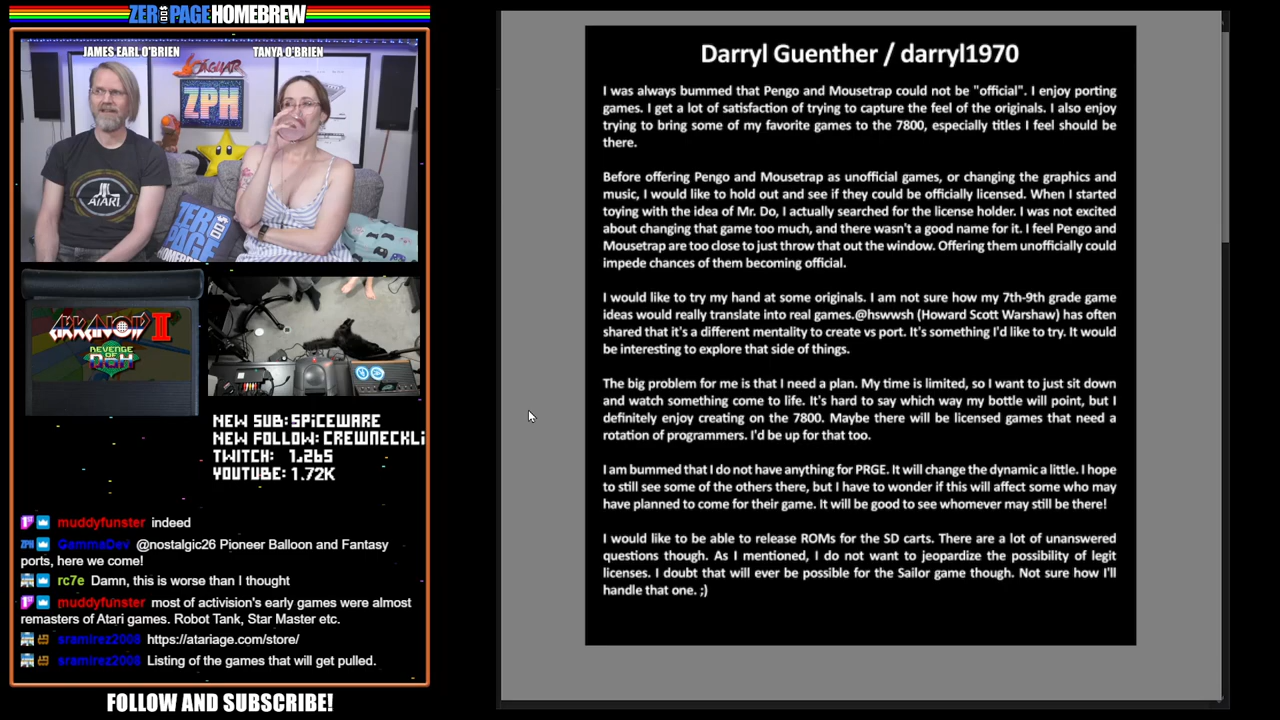 ZERO PAGE HOMEBREW
JAMES EARL O'BRIEN
TANYA O'BRIEN
JAGUAR
ZPH
ATARI
ZERO
PAGE
HOMEBREW
ARKANOID II
REVENGE OF
DOH
NEW SUB: SPICEWARE
NEW FOLLOW: CREWNECKLI
TWITCH: 1,265
YOUTUBE: 1.72K
muddyfunster indeed
GammaDev @nostalgic26 Pioneer Balloon and Fantasy
ports, here we come!
rc7e Damn, this is worse than I thought
muddyfunster most of activision's early games were almost
remasters of Atari games. Robot Tank, Star Master etc.
sramirez2008 https://atariage.com/store/
sramirez2008 Listing of the games that will get pulled.
FOLLOW AND SUBSCRIBE!
Darryl Guenther / darryl1970
I was always bummed that Pengo and Mousetrap could not be "official". I enjoy porting
games. I get a lot of satisfaction of trying to capture the feel of the originals. I also enjoy
trying to bring some of my favorite games to the 7800, especially titles I feel should be
there.
Before offering Pengo and Mousetrap as unofficial games, or changing the graphics and
music, I would like to hold out and see if they could be officially licensed. When I started
toying with the idea of Mr. Do, I actually searched for the license holder. I was not excited
about changing that game too much, and there wasn't a good name for it. I feel Pengo and
Mousetrap are too close to just throw that out the window. Offering them unofficially could
impede chances of them becoming official.
I would like to try my hand at some originals. I am not sure how my 7th-9th grade game
ideas would really translate into real games.@hswwsh (Howard Scott Warshaw) has often
shared that it's a different mentality to create vs port. It's something I'd like to try. It would
be interesting to explore that side of things.
The big problem for me is that I need a plan. My time is limited, so I want to just sit down
and watch something come to life. It's hard to say which way my bottle will point, but I
definitely enjoy creating on the 7800. Maybe there will be licensed games that need a
rotation of programmers. I'd be up for that too.
I am bummed that I do not have anything for PRGE. It will change the dynamic a little. I hope
to still see some of the others there, but I have to wonder if this will affect some who may
have planned to come for their game. It will be good to see whomever may still be there!
I would like to be able to release ROMs for the SD carts. There are a lot of unanswered
questions though. As I mentioned, I do not want to jeopardize the possibility of legit
licenses. I doubt that will ever be possible for the Sailor game though. Not sure how I'll
handle that one. ;)